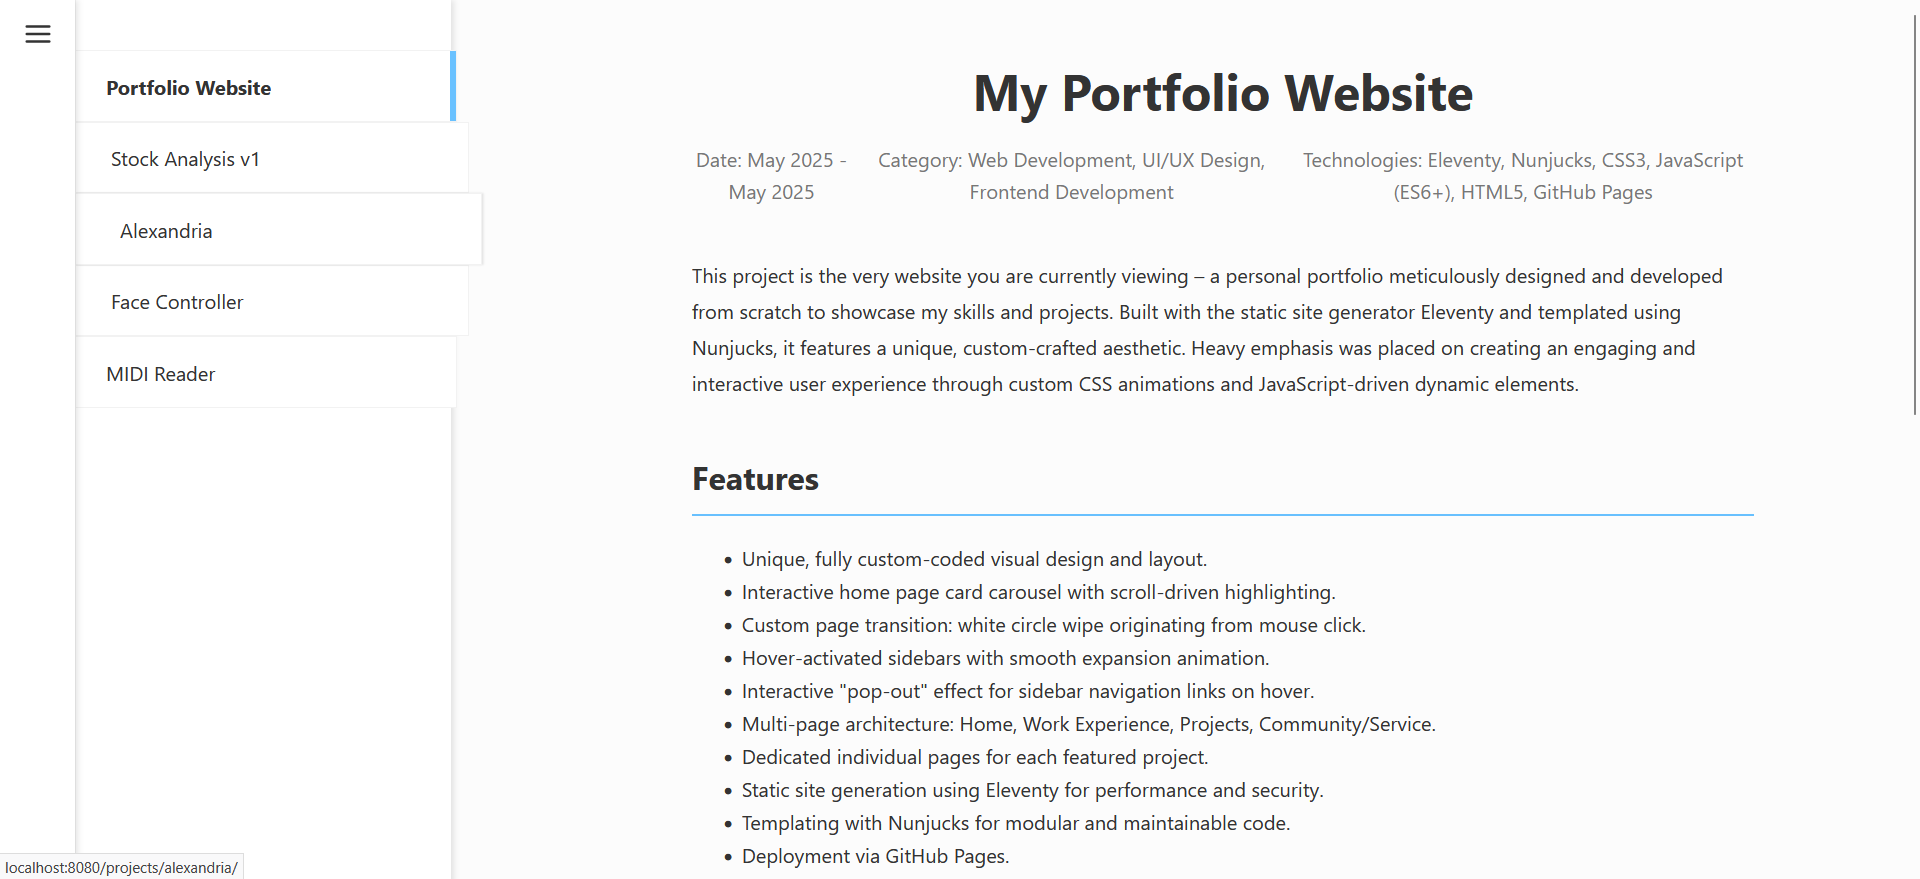 Portfolio Website
Stock Analysis v1
Alexandria
Face Controller
MIDI Reader
My Portfolio Website
Date: May 2025 -
May 2025
Category: Web Development, UI/UX Design,
Frontend Development
Technologies: Eleventy, Nunjucks, CSS3, JavaScript
(ES6+), HTML5, GitHub Pages
This project is the very website you are currently viewing – a personal portfolio meticulously designed and developed
from scratch to showcase my skills and projects. Built with the static site generator Eleventy and templated using
Nunjucks, it features a unique, custom-crafted aesthetic. Heavy emphasis was placed on creating an engaging and
interactive user experience through custom CSS animations and JavaScript-driven dynamic elements.
Features
• Unique, fully custom-coded visual design and layout.
• Interactive home page card carousel with scroll-driven highlighting.
• Custom page transition: white circle wipe originating from mouse click.
• Hover-activated sidebars with smooth expansion animation.
• Interactive "pop-out" effect for sidebar navigation links on hover.
• Multi-page architecture: Home, Work Experience, Projects, Community/Service.
• Dedicated individual pages for each featured project.
• Static site generation using Eleventy for performance and security.
• Templating with Nunjucks for modular and maintainable code.
• Deployment via GitHub Pages.
localhost:8080/projects/alexandria/